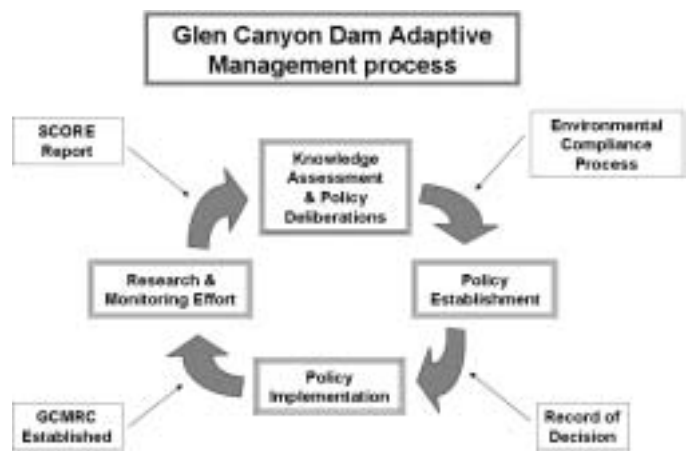 Glen Canyon Dam Adaptive
Management process
SCORE
Report
Environmental
Compliance
Process
Knowledge
Assessment
& Policy
Deliberations
Research &
Monitoring Effort
Policy
Establishment
Policy
Implementation
GCMRC
Established
Record of
Decision